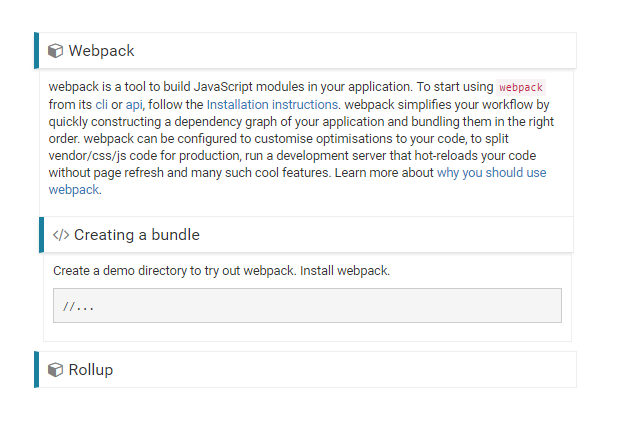 Webpack
webpack is a tool to build JavaScript modules in your application. To start using webpack
from its cli or api, follow the Installation instructions. webpack simplifies your workflow by
quickly constructing a dependency graph of your application and bundling them in the right
order. webpack can be configured to customise optimisations to your code, to split
vendor/css/js code for production, run a development server that hot-reloads your code
without page refresh and many such cool features. Learn more about why you should use
webpack.
</> Creating a bundle
Create a demo directory to try out webpack. Install webpack.
//...
Rollup